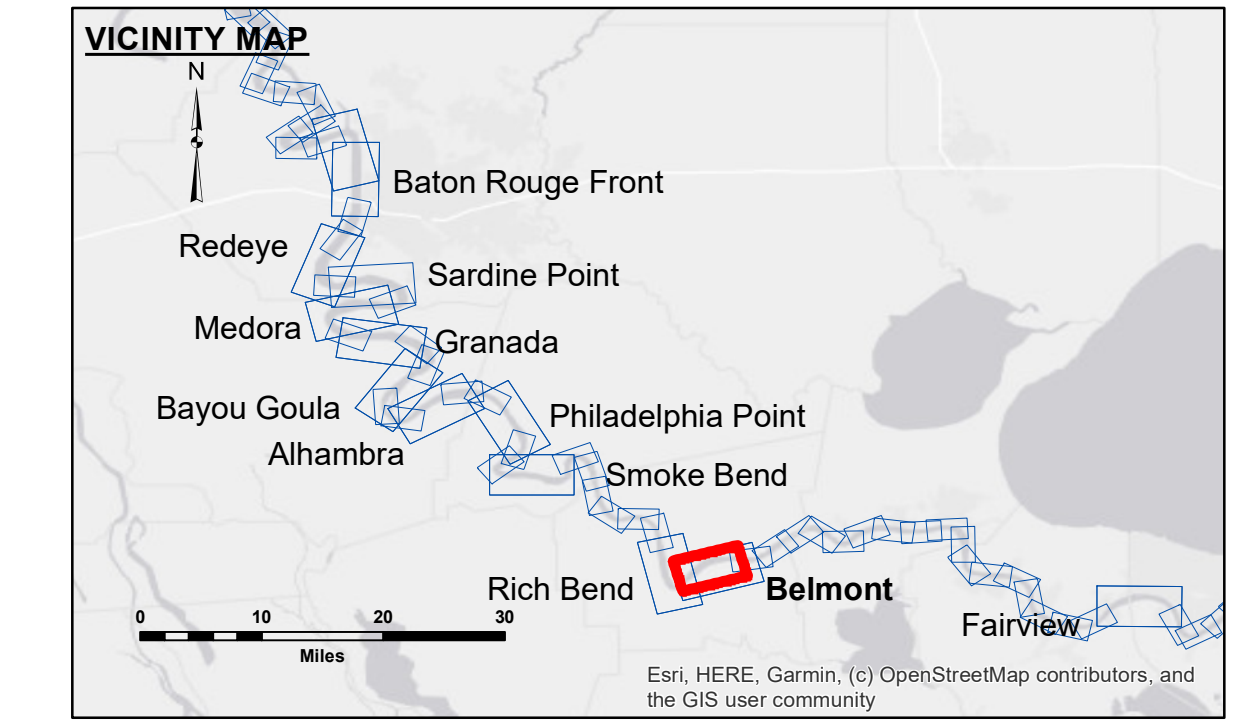 VICINITY MAP
N
Baton Rouge Front
Redeye
Sardine Point
Medora
Granada
Bayou Goula
Philadelphia Point
Alhambra
Smoke Bend
Rich Bend
Belmont
Fairview
0 10 20 30
Miles
Esri, HERE, Garmin, (c) OpenStreetMap contributors, and
the GIS user community